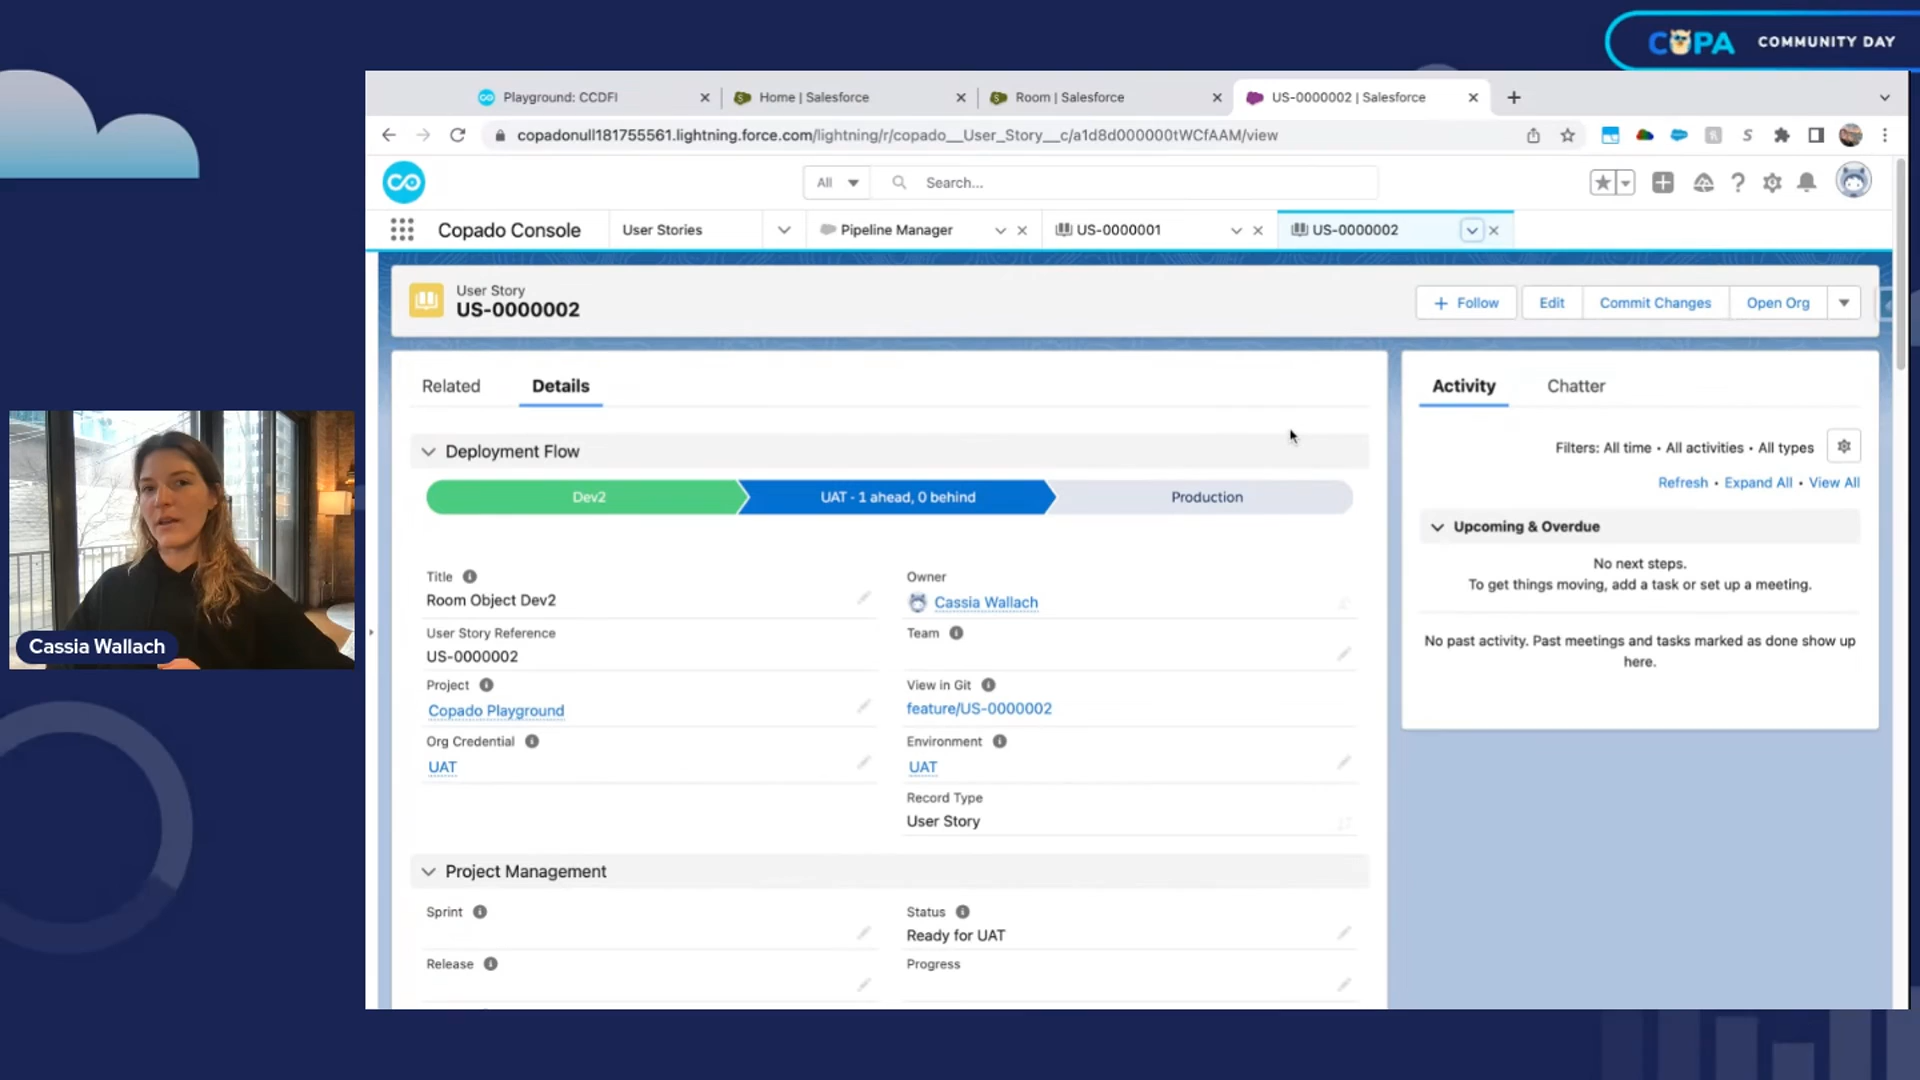 COPA COMMUNITY DAY
Playground: CCDFI
Home | Salesforce
Room | Salesforce
US-0000002 | Salesforce
copadonull181755561.lightning.force.com/lightning/r/copado__User_Story__c/a1d8d000000tWCfAAM/view
All
Search...
Copado Console
User Stories
Pipeline Manager
US-0000001
US-0000002
User Story
US-0000002
Follow
Edit
Commit Changes
Open Org
Related
Details
Activity
Chatter
Deployment Flow
Filters: All time • All activities • All types
Refresh • Expand All • View All
Dev2
UAT - 1 ahead, 0 behind
Production
Upcoming & Overdue
No next steps.
To get things moving, add a task or set up a meeting.
No past activity. Past meetings and tasks marked as done show up
here.
Title
Room Object Dev2
Owner
Cassia Wallach
User Story Reference
US-0000002
Team
Project
Copado Playground
View in Git
feature/US-0000002
Org Credential
UAT
Environment
UAT
Record Type
User Story
Project Management
Sprint
Status
Ready for UAT
Release
Progress
Cassia Wallach